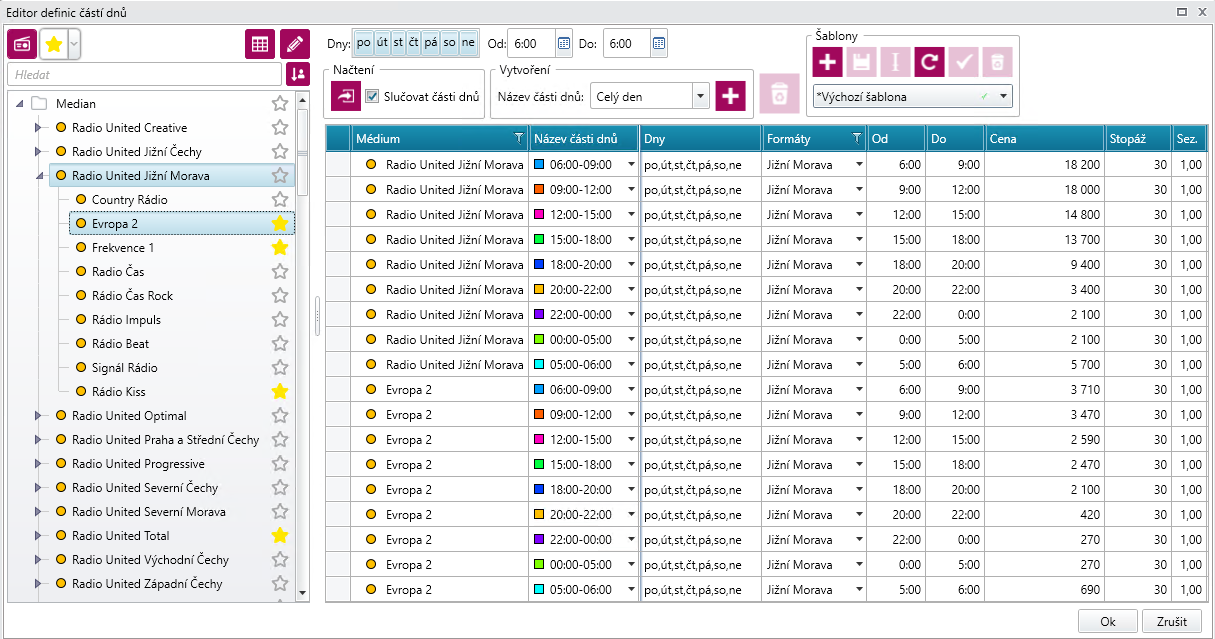 Editor definic částí dnů
Hledat
Median
Radio United Creative
Radio United Jižní Čechy
Radio United Jižní Morava
Country Rádio
Evropa 2
Frekvence 1
Radio Čas
Rádio Čas Rock
Rádio Impuls
Rádio Beat
Signál Rádio
Rádio Kiss
Radio United Optimal
Radio United Praha a Střední Čechy
Radio United Progressive
Radio United Severní Čechy
Radio United Severní Morava
Radio United Total
Radio United Východní Čechy
Radio United Západní Čechy
Dny: po út st čt pá so ne Od: 6:00 Do: 6:00
Načtení
Slučovat části dnů
Vytvoření
Název části dnů: Celý den
Šablony
*Výchozí šablona
Médium Název části dnů Dny Formáty Od Do Cena Stopáž Sez.
Radio United Jižní Morava 06:00-09:00 po,út,st,čt,pá,so,ne Jižní Morava 6:00 9:00 18 200 30 1,00
Radio United Jižní Morava 09:00-12:00 po,út,st,čt,pá,so,ne Jižní Morava 9:00 12:00 18 000 30 1,00
Radio United Jižní Morava 12:00-15:00 po,út,st,čt,pá,so,ne Jižní Morava 12:00 15:00 14 800 30 1,00
Radio United Jižní Morava 15:00-18:00 po,út,st,čt,pá,so,ne Jižní Morava 15:00 18:00 13 700 30 1,00
Radio United Jižní Morava 18:00-20:00 po,út,st,čt,pá,so,ne Jižní Morava 18:00 20:00 9 400 30 1,00
Radio United Jižní Morava 20:00-22:00 po,út,st,čt,pá,so,ne Jižní Morava 20:00 22:00 3 400 30 1,00
Radio United Jižní Morava 22:00-00:00 po,út,st,čt,pá,so,ne Jižní Morava 22:00 0:00 2 100 30 1,00
Radio United Jižní Morava 00:00-05:00 po,út,st,čt,pá,so,ne Jižní Morava 0:00 5:00 2 100 30 1,00
Radio United Jižní Morava 05:00-06:00 po,út,st,čt,pá,so,ne Jižní Morava 5:00 6:00 5 700 30 1,00
Evropa 2 06:00-09:00 po,út,st,čt,pá,so,ne Jižní Morava 6:00 9:00 3 710 30 1,00
Evropa 2 09:00-12:00 po,út,st,čt,pá,so,ne Jižní Morava 9:00 12:00 3 470 30 1,00
Evropa 2 12:00-15:00 po,út,st,čt,pá,so,ne Jižní Morava 12:00 15:00 2 590 30 1,00
Evropa 2 15:00-18:00 po,út,st,čt,pá,so,ne Jižní Morava 15:00 18:00 2 470 30 1,00
Evropa 2 18:00-20:00 po,út,st,čt,pá,so,ne Jižní Morava 18:00 20:00 2 100 30 1,00
Evropa 2 20:00-22:00 po,út,st,čt,pá,so,ne Jižní Morava 20:00 22:00 420 30 1,00
Evropa 2 22:00-00:00 po,út,st,čt,pá,so,ne Jižní Morava 22:00 0:00 270 30 1,00
Evropa 2 00:00-05:00 po,út,st,čt,pá,so,ne Jižní Morava 0:00 5:00 270 30 1,00
Evropa 2 05:00-06:00 po,út,st,čt,pá,so,ne Jižní Morava 5:00 6:00 690 30 1,00
Ok Zrušit